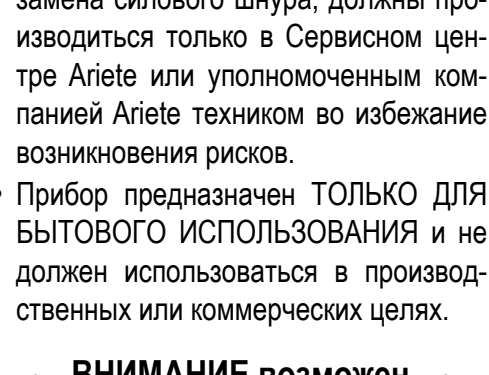 замена силового шнура, должны про-
изводиться только в Сервисном цен-
тре Ariete или уполномоченным ком-
панией Ariete техником во избежание
возникновения рисков.
• Прибор предназначен ТОЛЬКО ДЛЯ
БЫТОВОГО ИСПОЛЬЗОВАНИЯ и не
должен использоваться в производ-
ственных или коммерческих целях.
ВНИМАНИЕ возможен